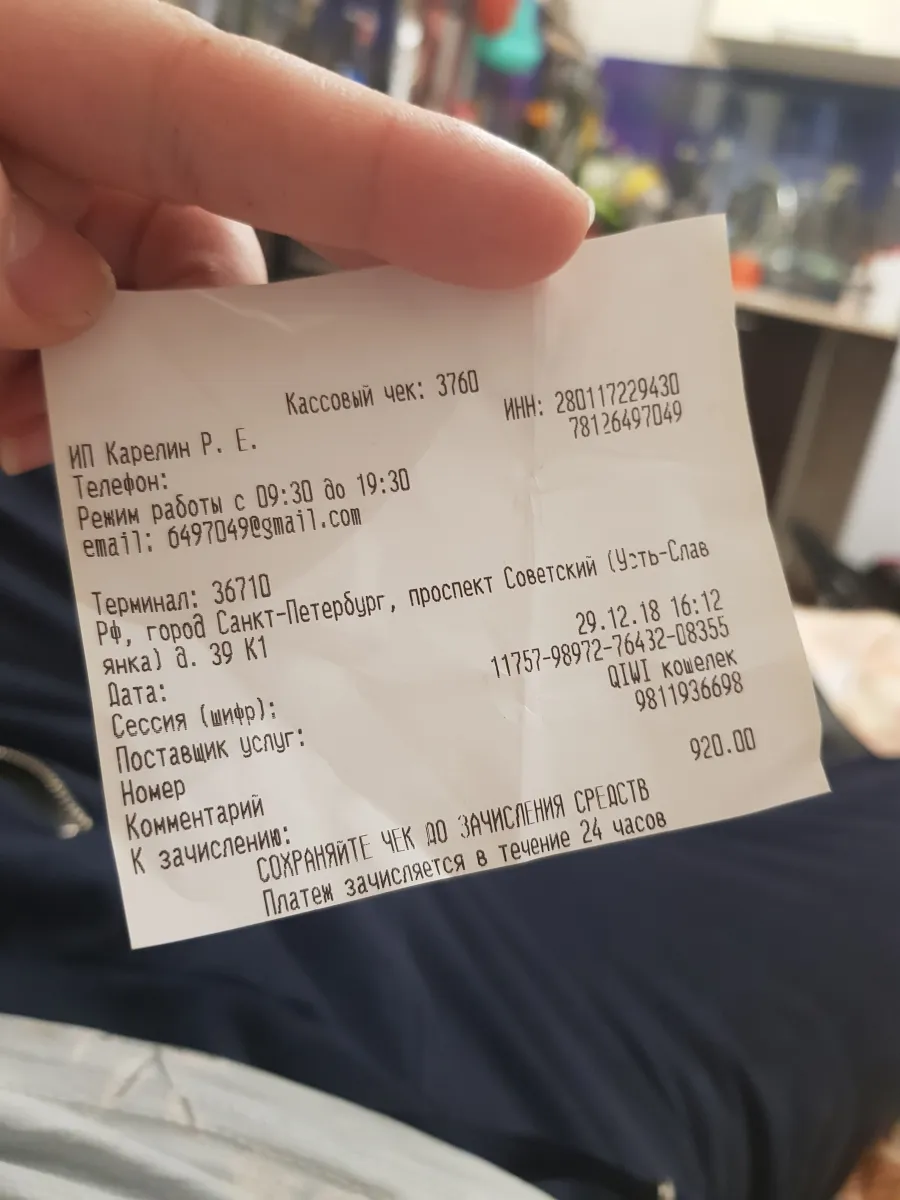 Кассовый чек: 3760
ИНН: 280117229430
ИП Карелин Р. Е.
78126497049
Телефон:
Режим работы с 09:30 до 19:30
email: 6497049@gmail.com
Терминал: 36710
Рф, город Санкт-Петербург, проспект Советский (Усть-Слав
янка) д. 39 К1
Дата: 29.12.18 16:12
Сессия (шифр): 11757-98972-76432-08355
Поставщик услуг: QIWI кошелек
Номер 9811936698
Комментарий
К зачислению: 920.00
СОХРАНЯЙТЕ ЧЕК ДО ЗАЧИСЛЕНИЯ СРЕДСТВ
Платеж зачисляется в течение 24 часов